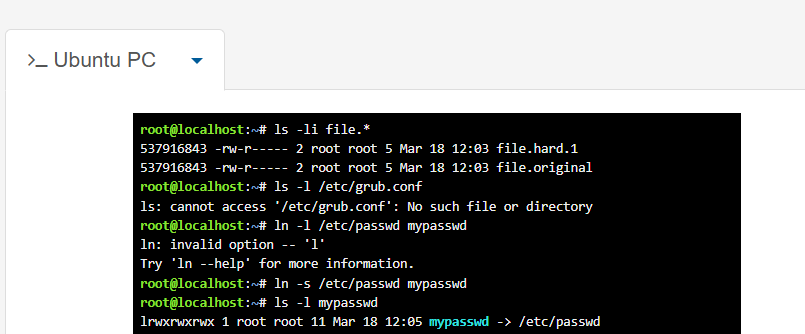 >_ Ubuntu PC
root@localhost:~# ls -li file.*
537916843 -rw-r----- 2 root root 5 Mar 18 12:03 file.hard.1
537916843 -rw-r----- 2 root root 5 Mar 18 12:03 file.original
root@localhost:~# ls -l /etc/grub.conf
ls: cannot access '/etc/grub.conf': No such file or directory
root@localhost:~# ln -l /etc/passwd mypasswd
ln: invalid option -- 'l'
Try 'ln --help' for more information.
root@localhost:~# ln -s /etc/passwd mypasswd
root@localhost:~# ls -l mypasswd
lrwxrwxrwx 1 root root 11 Mar 18 12:05 mypasswd -> /etc/passwd